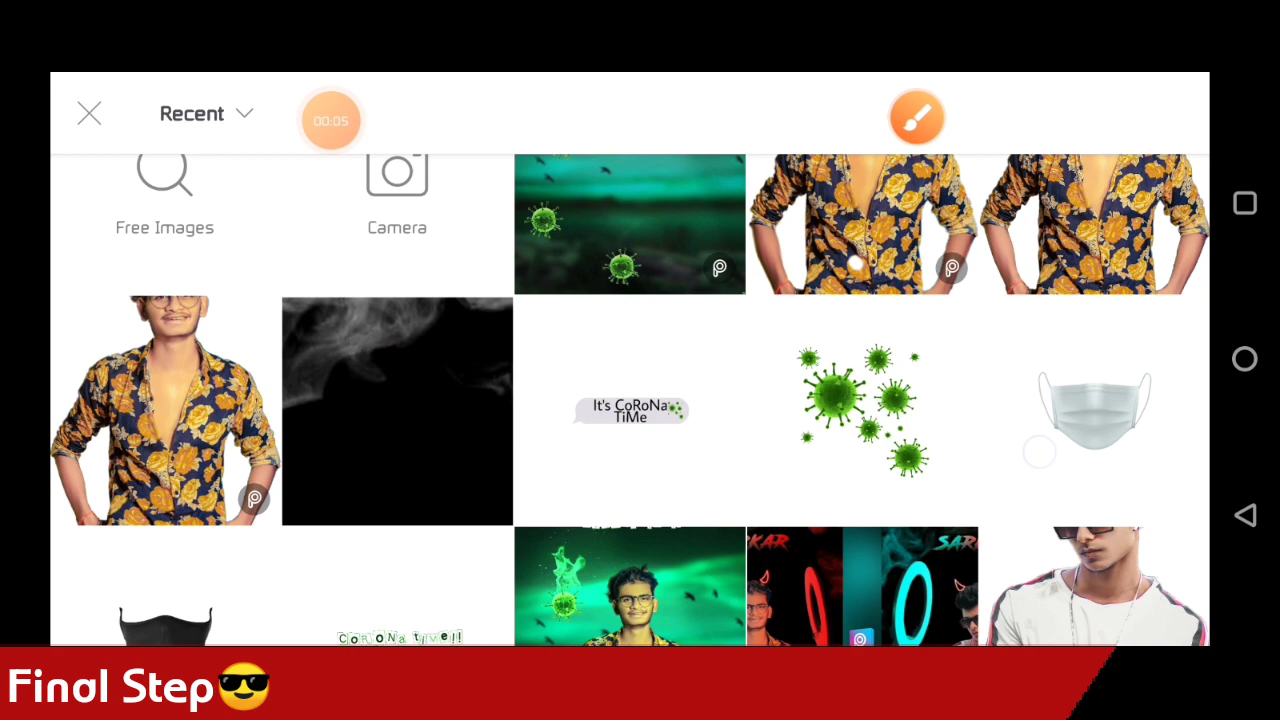 Recent
00:05
Free Images
Camera
It's CoRoNa
TiMe
KAR
SAR
CoroNa tive!!
Final Step😎